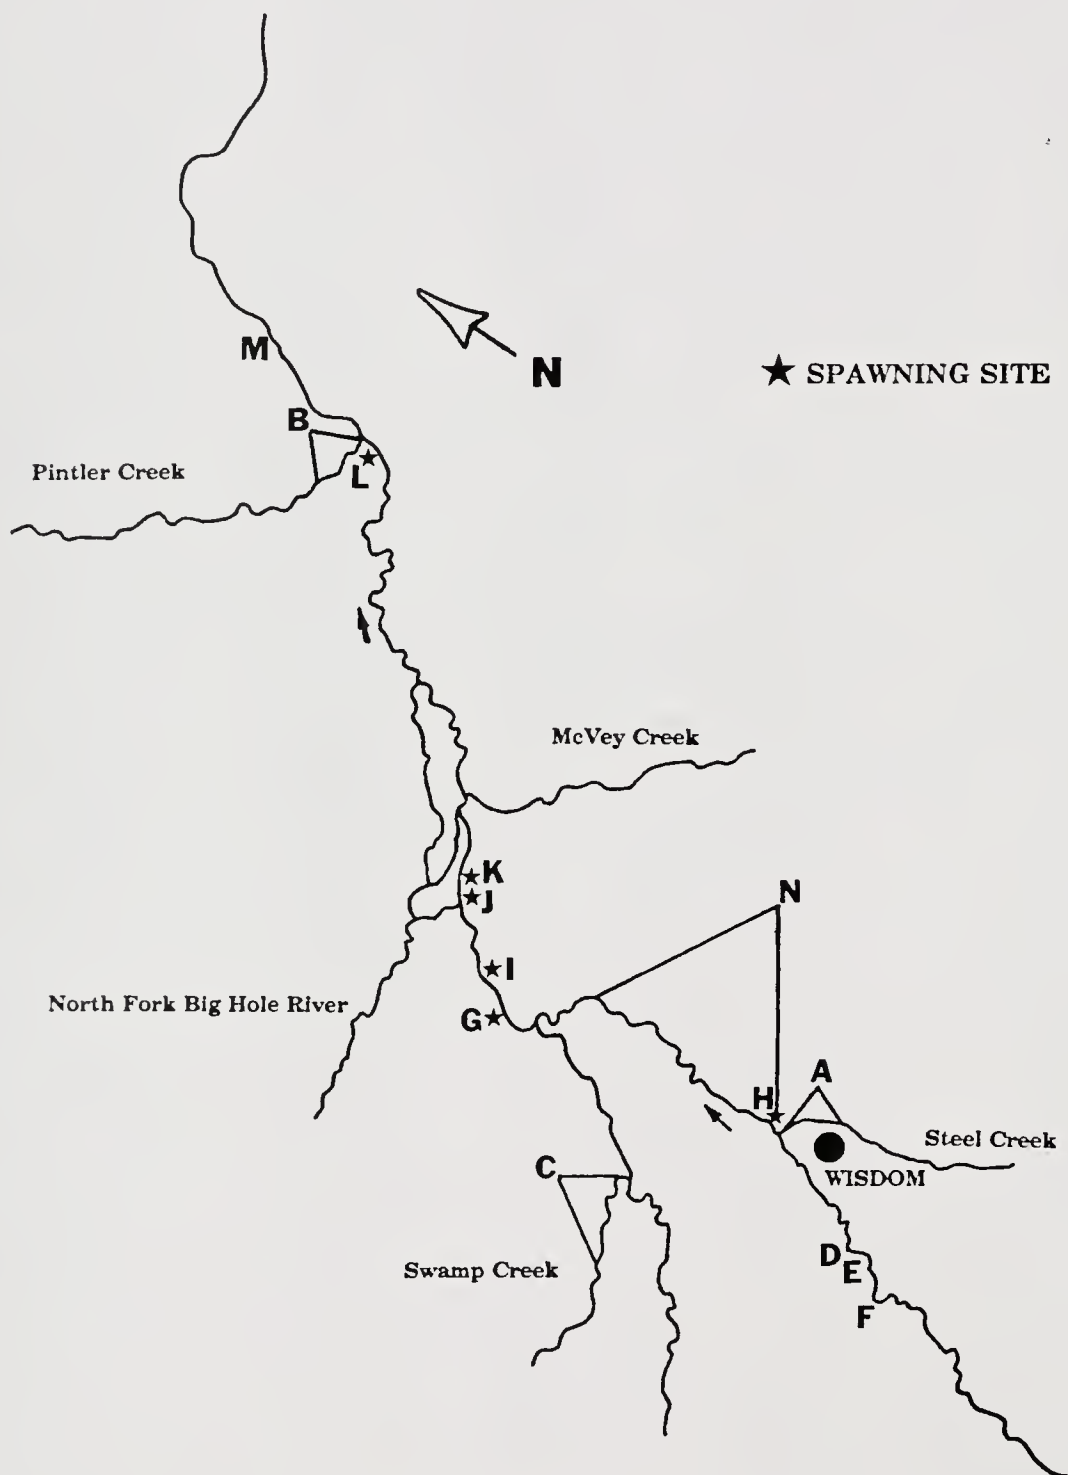 M
N
★ SPAWNING SITE
B
L
Pintler Creek
McVey Creek
K
J
N
I
North Fork Big Hole River
G
A
H
Steel Creek
WISDOM
C
D
E
Swamp Creek
F